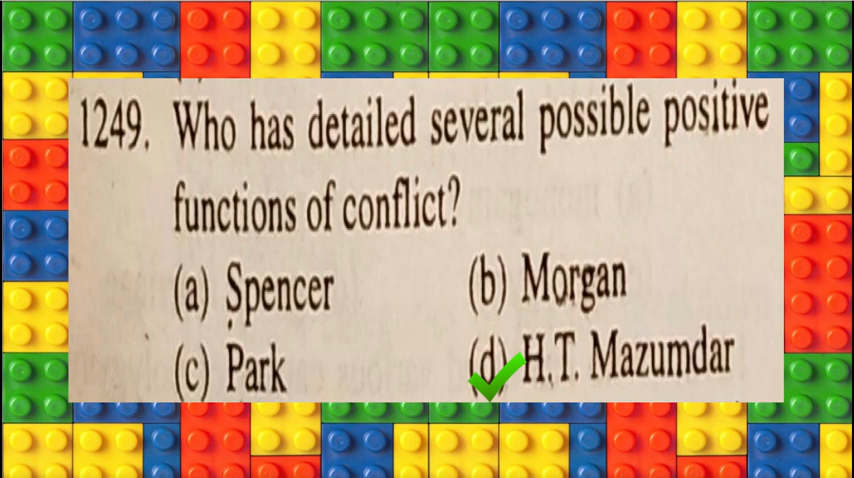 1249. Who has detailed several possible positive
functions of conflict?
(a) Spencer (b) Morgan
(c) Park (d) H.T. Mazumdar